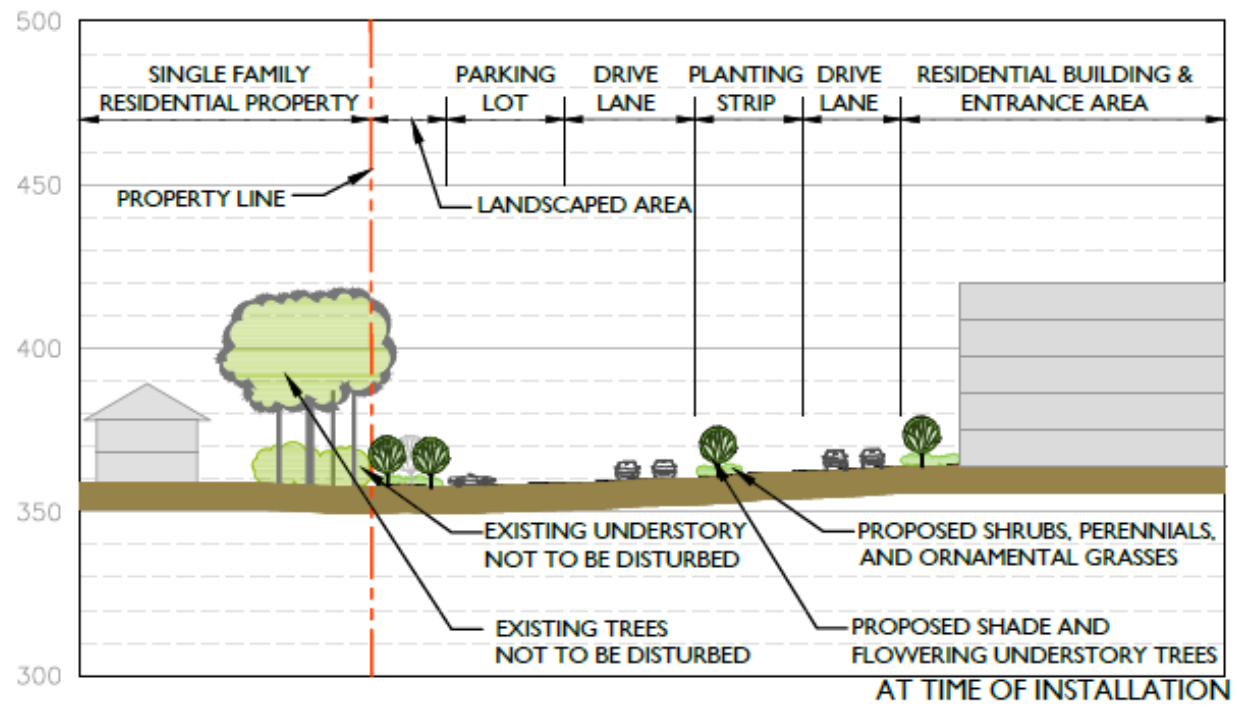 500
SINGLE FAMILY
RESIDENTIAL PROPERTY
PARKING
LOT
DRIVE
LANE
PLANTING
STRIP
DRIVE
LANE
RESIDENTIAL BUILDING &
ENTRANCE AREA
450
PROPERTY LINE
LANDSCAPED AREA
400
350
EXISTING UNDERSTORY
NOT TO BE DISTURBED
PROPOSED SHRUBS, PERENNIALS,
AND ORNAMENTAL GRASSES
EXISTING TREES
NOT TO BE DISTURBED
PROPOSED SHADE AND
FLOWERING UNDERSTORY TREES
300
AT TIME OF INSTALLATION